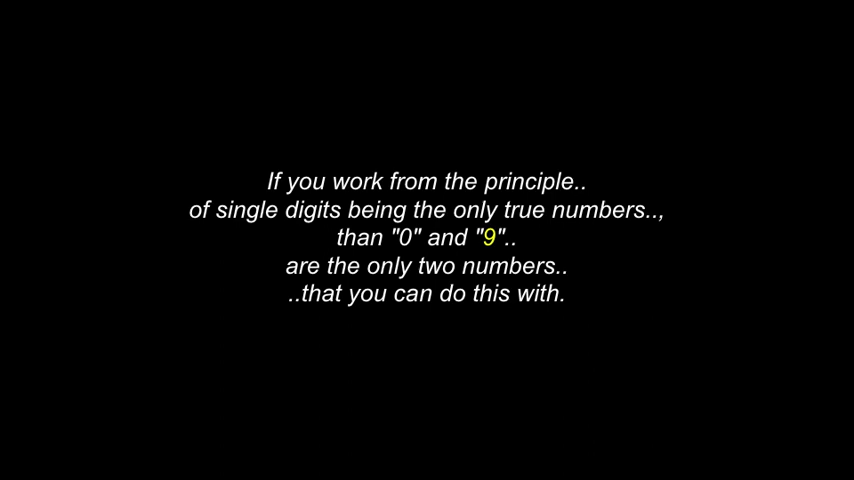 If you work from the principle..
of single digits being the only true numbers..,
than "0" and "9"..
are the only two numbers..
..that you can do this with.